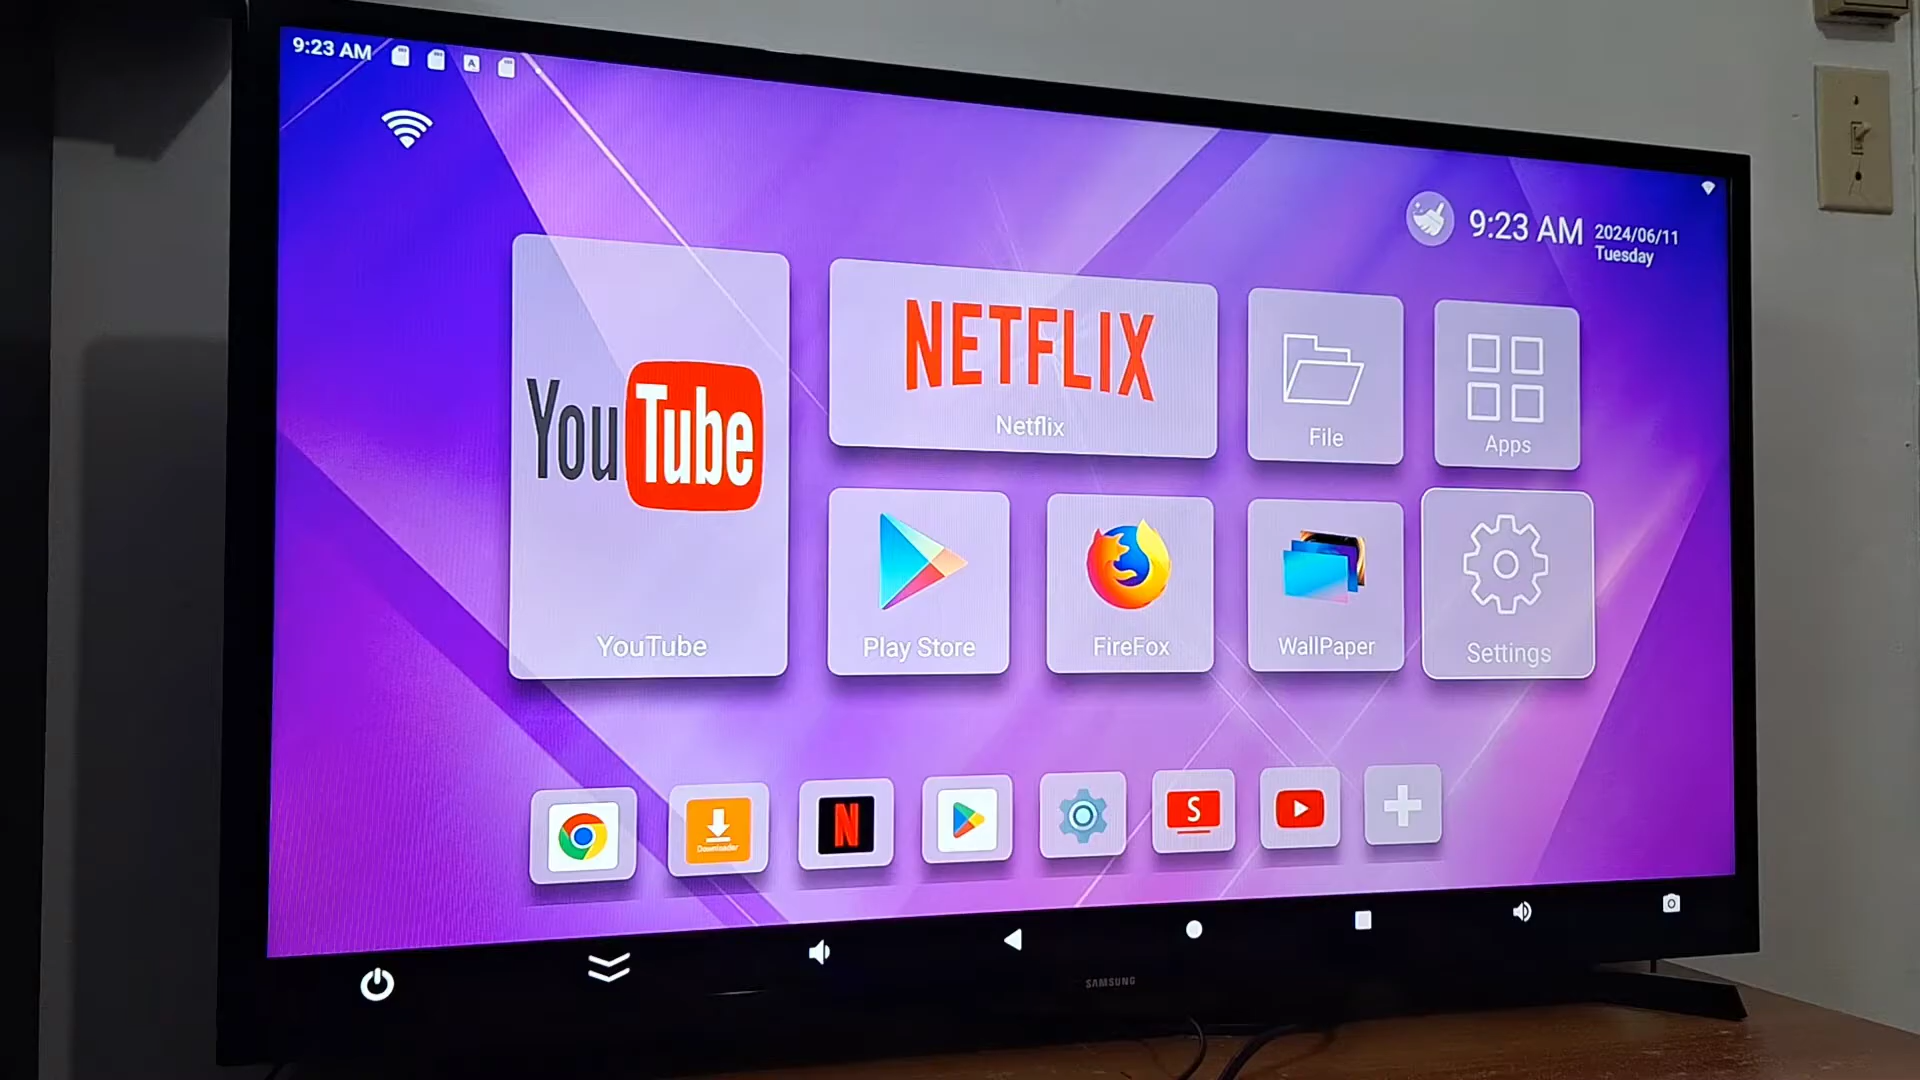 9:23 AM
A
9:23 AM
2024/06/11
Tuesday
YouTube
YouTube
NETFLIX
Netflix
File
Apps
Play Store
FireFox
WallPaper
Settings
Downloader
N
S
SAMSUNG